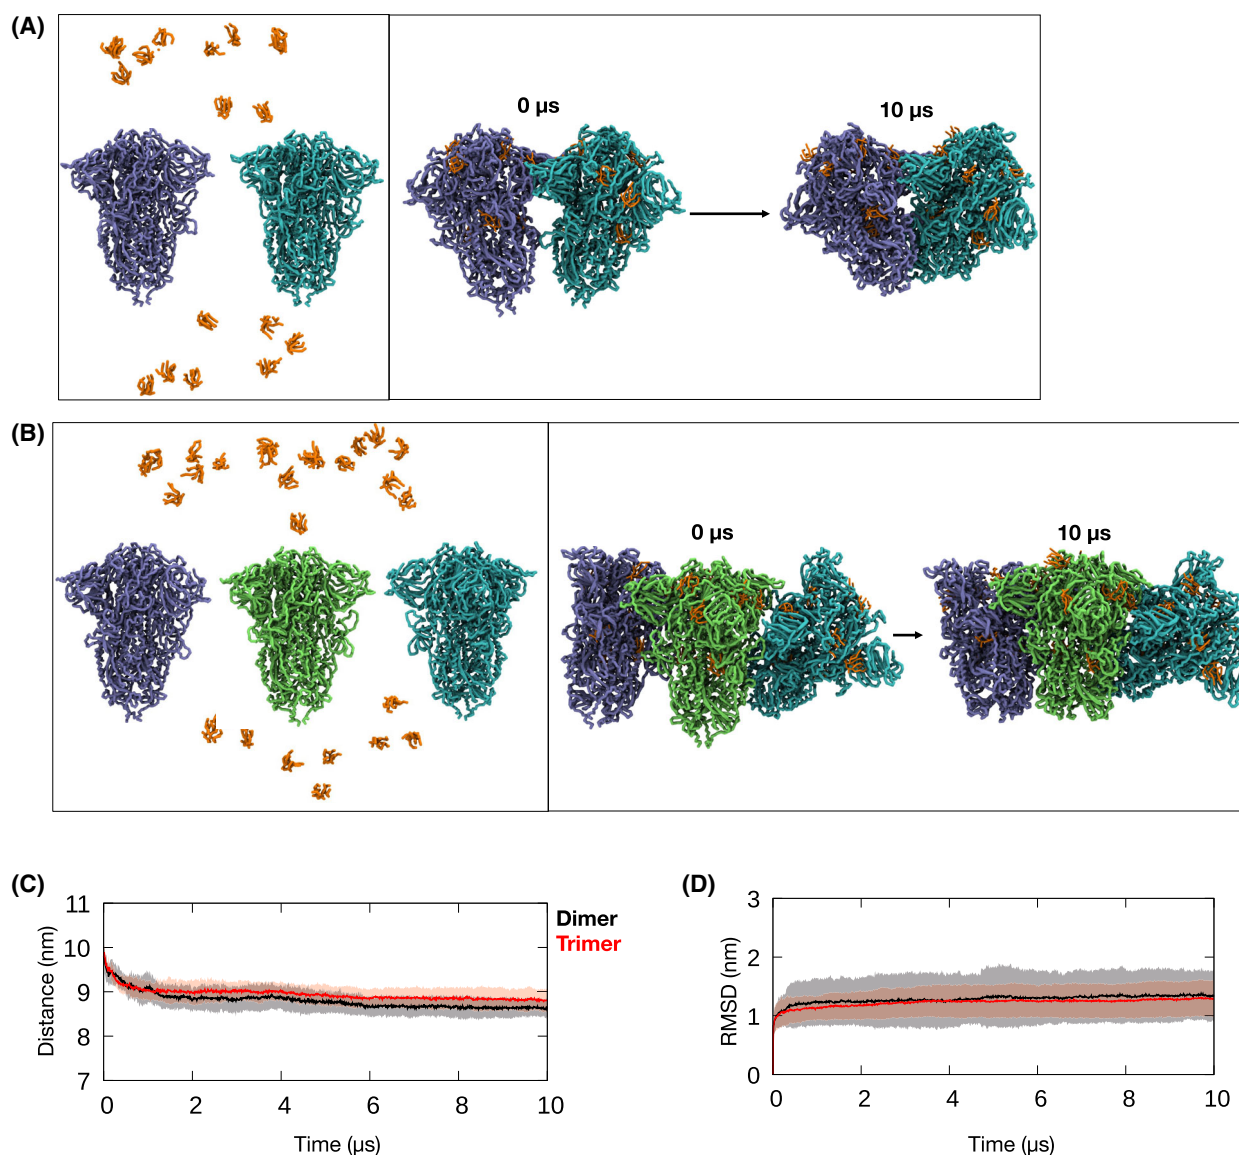 (A)
0 µs
10 µs
(B)
0 µs
10 µs
(C)
11
10
9
8
7
Distance (nm)
0 2 4 6 8 10
Time (µs)
Dimer
Trimer
(D)
3
2
1
0
RMSD (nm)
0 2 4 6 8 10
Time (µs)